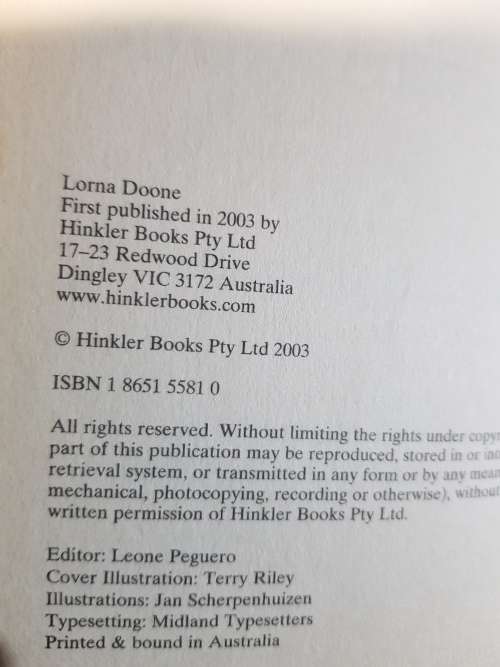 Lorna Doone
First published in 2003 by
Hinkler Books Pty Ltd
17–23 Redwood Drive
Dingley VIC 3172 Australia
www.hinklerbooks.com
© Hinkler Books Pty Ltd 2003
ISBN 1 8651 5581 0
All rights reserved. Without limiting the rights under
part of this publication may be reproduced, stored in or
retrieval system, or transmitted in any form or by any
mechanical, photocopying, recording or otherwise), without
written permission of Hinkler Books Pty Ltd.
Editor: Leone Peguero
Cover Illustration: Terry Riley
Illustrations: Jan Scherpenhuizen
Typesetting: Midland Typesetters
Printed & bound in Australia